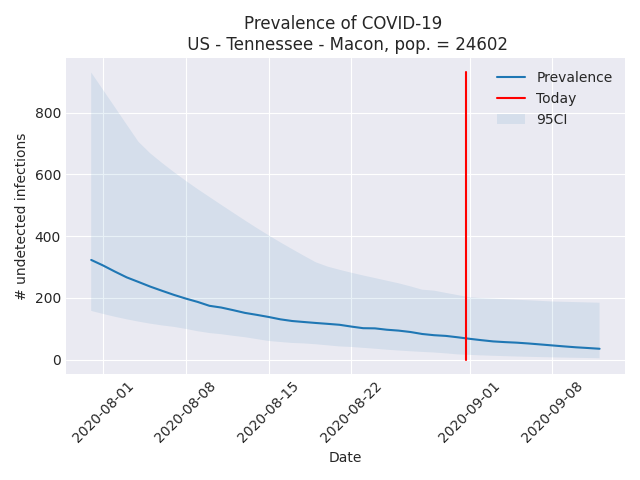 Prevalence of COVID-19
US - Tennessee - Macon, pop. = 24602
Prevalence
Today
95CI
# undetected infections
800
600
400
200
0
2020-08-01
2020-08-08
2020-08-15
2020-08-22
2020-09-01
2020-09-08
Date